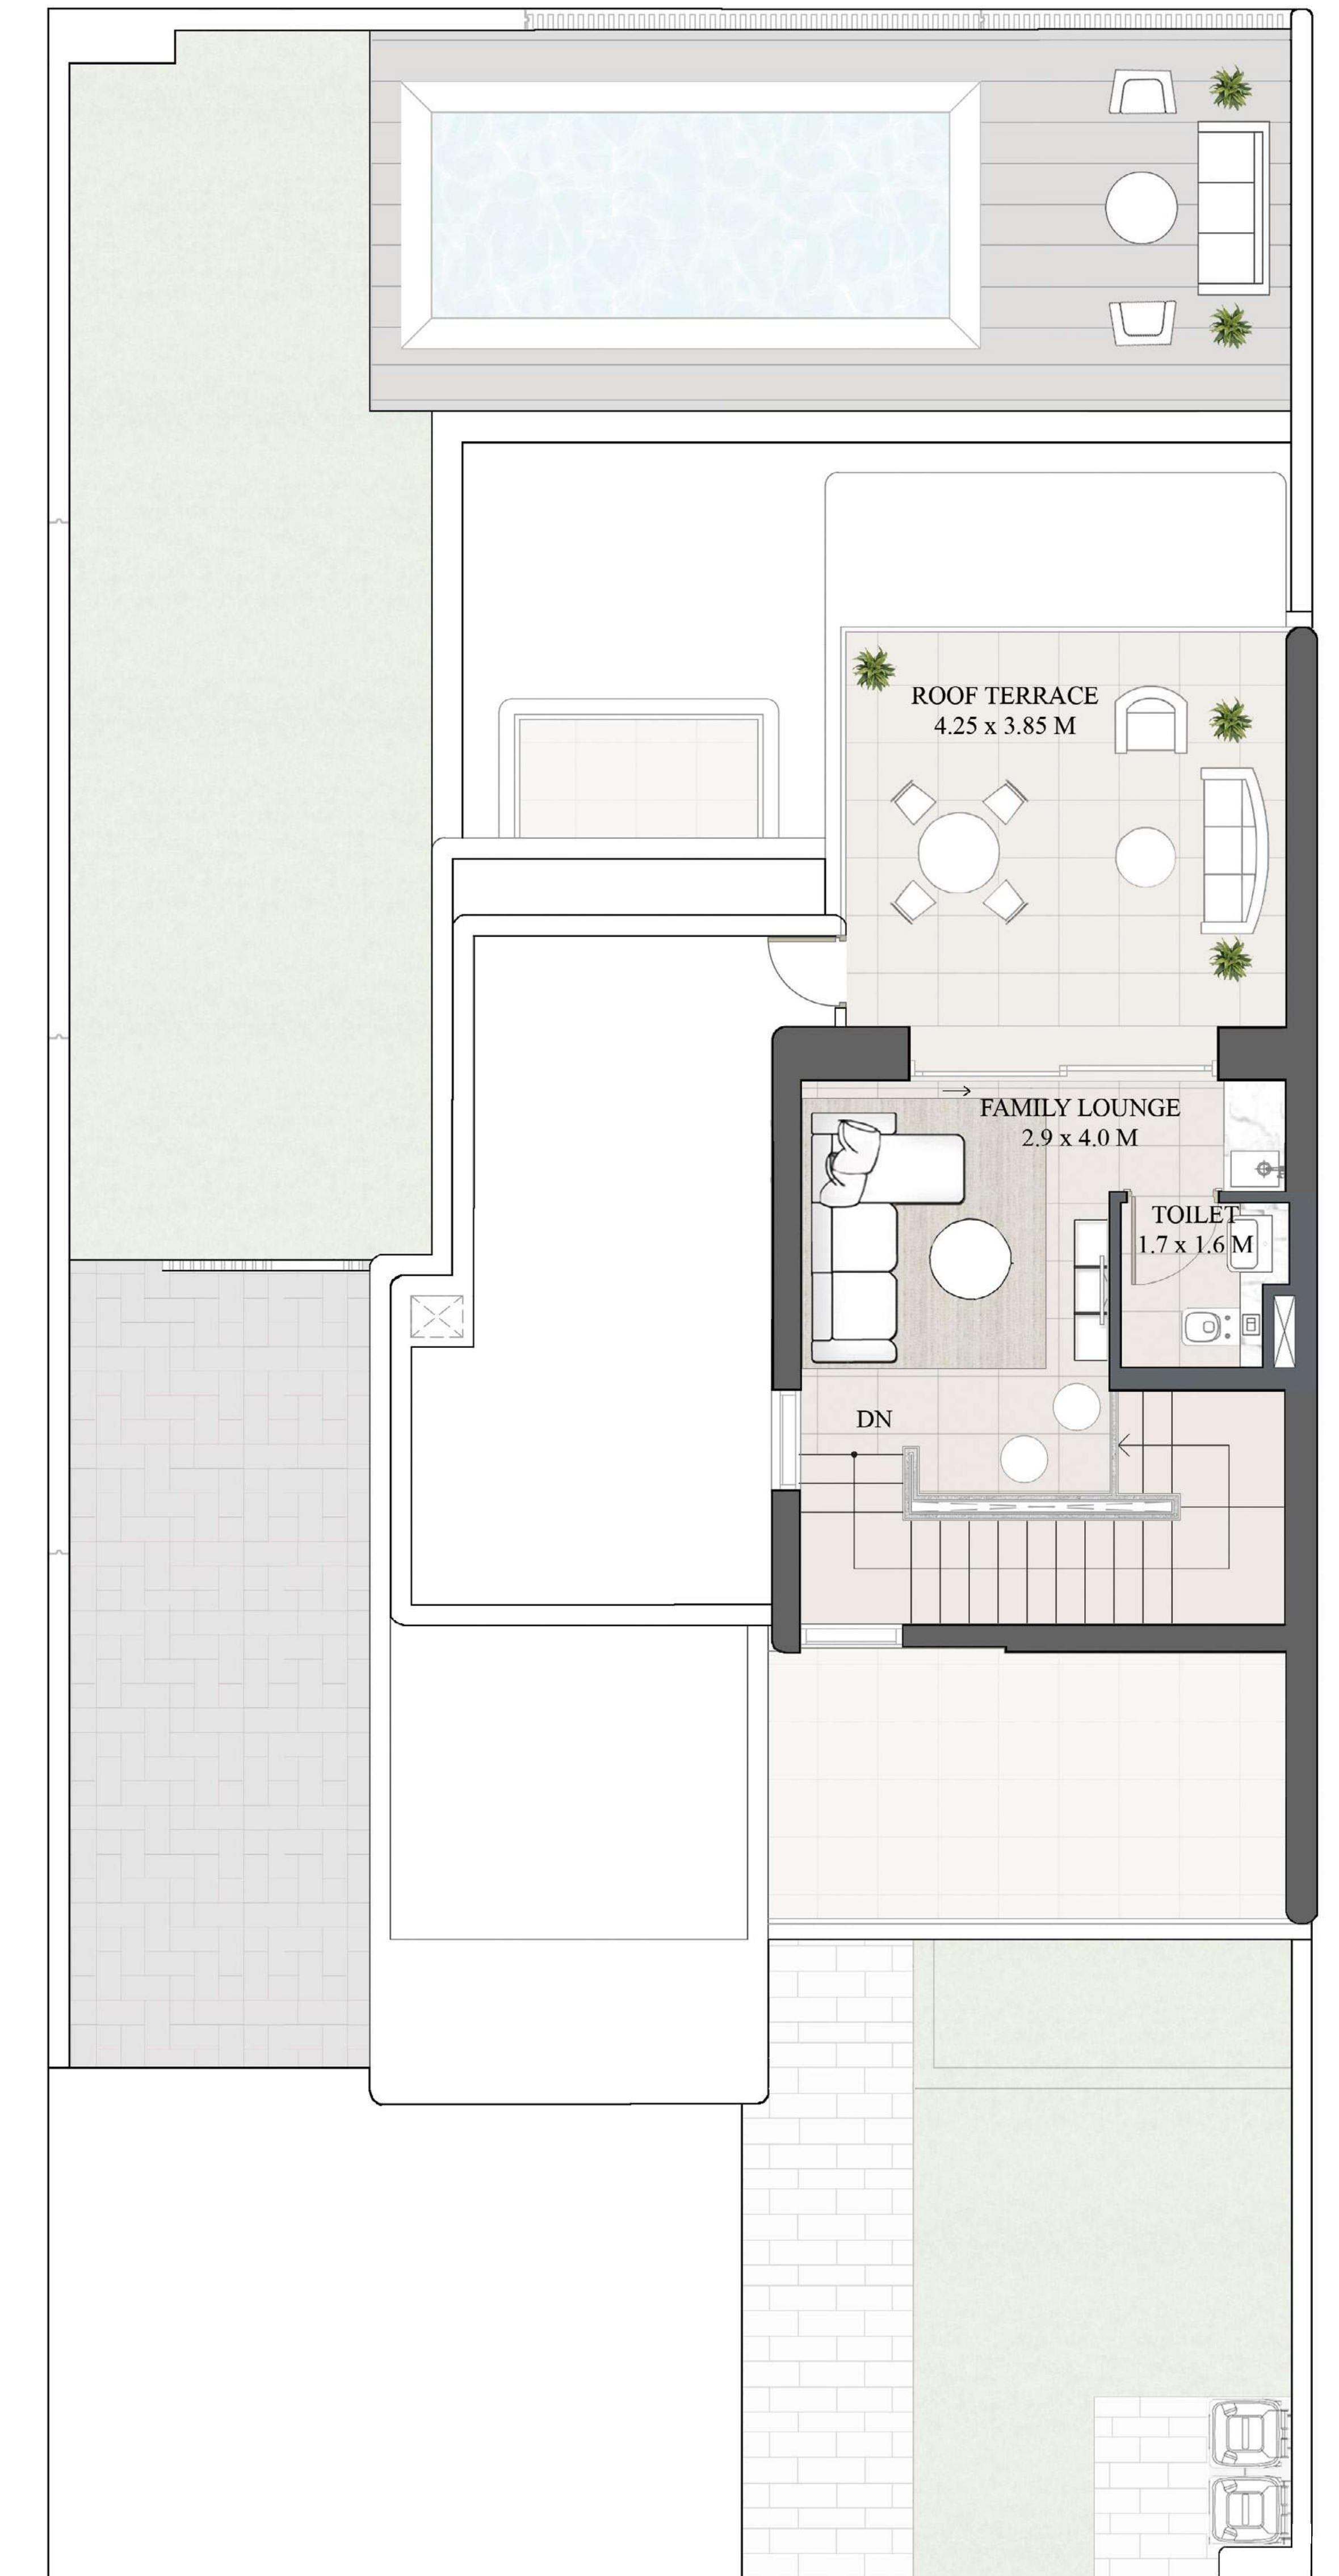 ROOF TERRACE
4.25 x 3.85 M
FAMILY LOUNGE
2.9 x 4.0 M
TOILET
1.7 x 1.6 M
DN